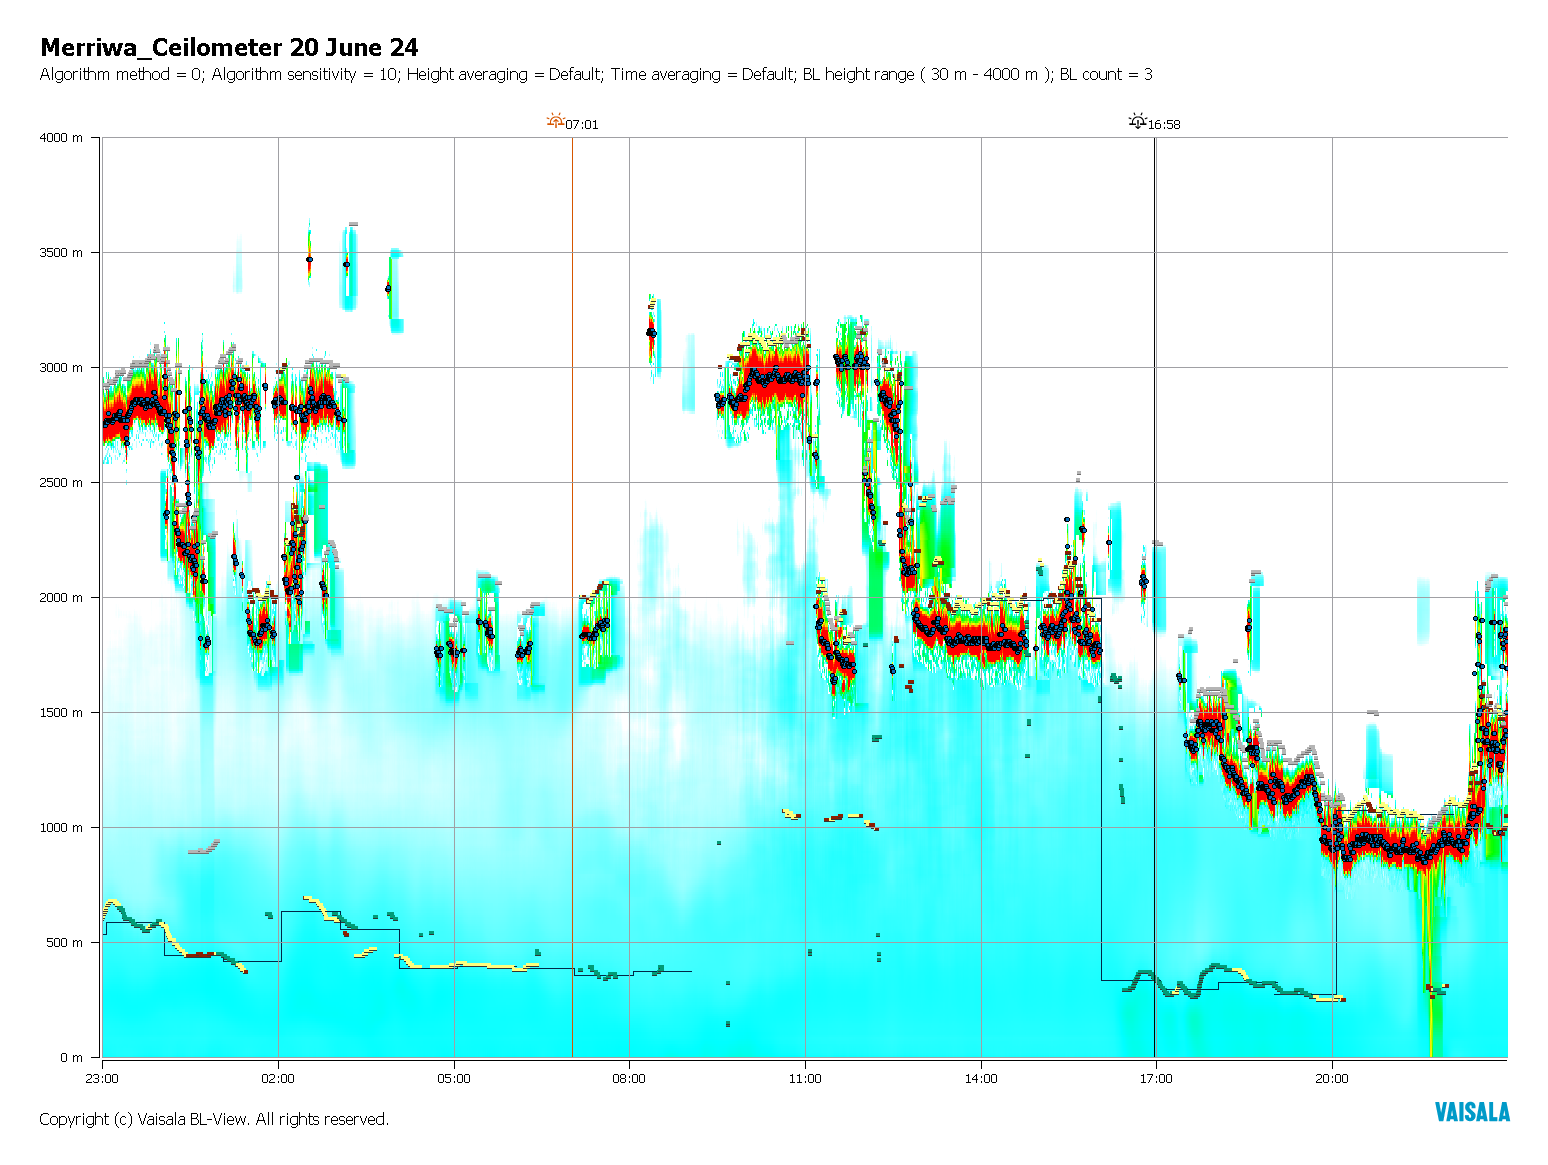 Merriwa_Ceilometer 20 June 24
Algorithm method = 0; Algorithm sensitivity = 10; Height averaging = Default; Time averaging = Default; BL height range ( 30 m - 4000 m ); BL count = 3
07:01
16:58
4000 m
3500 m
3000 m
2500 m
2000 m
1500 m
1000 m
500 m
0 m
23:00
02:00
05:00
08:00
11:00
14:00
17:00
20:00
Copyright (c) Vaisala BL-View. All rights reserved.
VAISALA